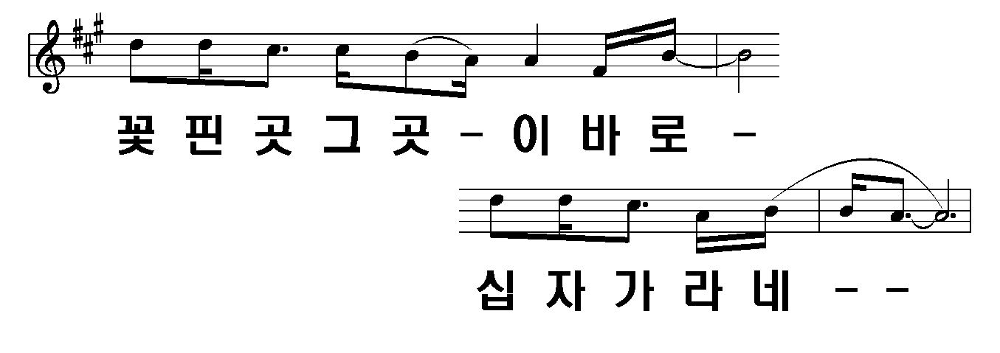 꽃 핀 곳 그 곳 - 이 바 로 -
십 자 가 라 네 - -